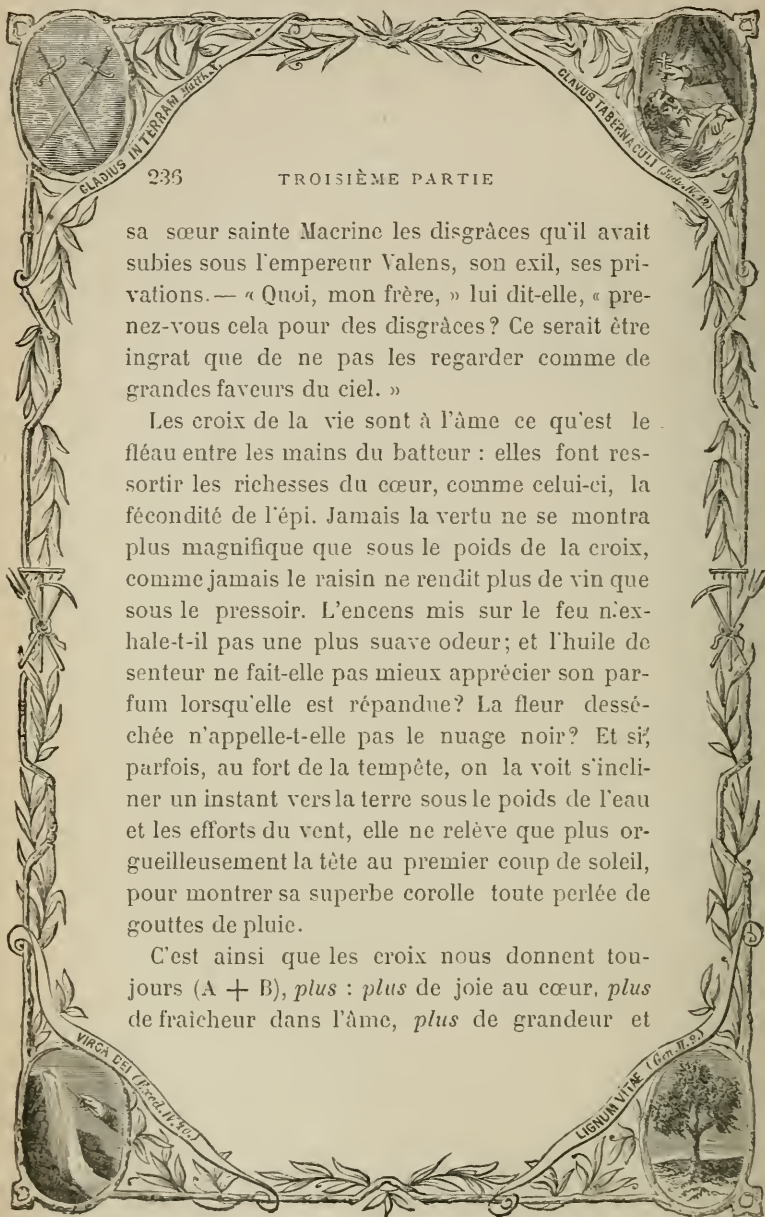 GLADIUS IN TERRAM Matth. X.
CLAVUS TABERNACULI (Jude. IV. 12)
236 TROISIÈME PARTIE
sa sœur sainte Macrine les disgrâces qu'il avait
subies sous l'empereur Valens, son exil, ses pri-
vations. — « Quoi, mon frère, » lui dit-elle, « pre-
nez-vous cela pour des disgrâces? Ce serait être
ingrat que de ne pas les regarder comme de
grandes faveurs du ciel. »
Les croix de la vie sont à l'âme ce qu'est le
fléau entre les mains du batteur : elles font res-
sortir les richesses du cœur, comme celui-ci, la
fécondité de l'épi. Jamais la vertu ne se montra
plus magnifique que sous le poids de la croix,
comme jamais le raisin ne rendit plus de vin que
sous le pressoir. L'encens mis sur le feu n'ex-
hale-t-il pas une plus suave odeur; et l'huile de
senteur ne fait-elle pas mieux apprécier son par-
fum lorsqu'elle est répandue? La fleur dessé-
chée n'appelle-t-elle pas le nuage noir? Et si,
parfois, au fort de la tempête, on la voit s'incli-
ner un instant vers la terre sous le poids de l'eau
et les efforts du vent, elle ne relève que plus or-
gueilleusement la tête au premier coup de soleil,
pour montrer sa superbe corolle toute perlée de
gouttes de pluie.
C'est ainsi que les croix nous donnent tou-
jours (A + B), plus : plus de joie au cœur, plus
de fraîcheur dans l'âme, plus de grandeur et
VIRGA DEI (Exod. IV. 20.)
LIGNUM VITAE (Gen. II. 9.)